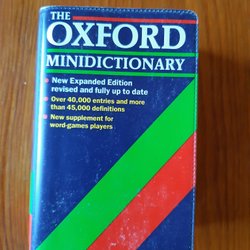 THE
OXFORD
MINIDICTIONARY
New Expanded Edition
revised and fully up to date
Over 40,000 entries and more
than 45,000 definitions
New supplement for
word-games players